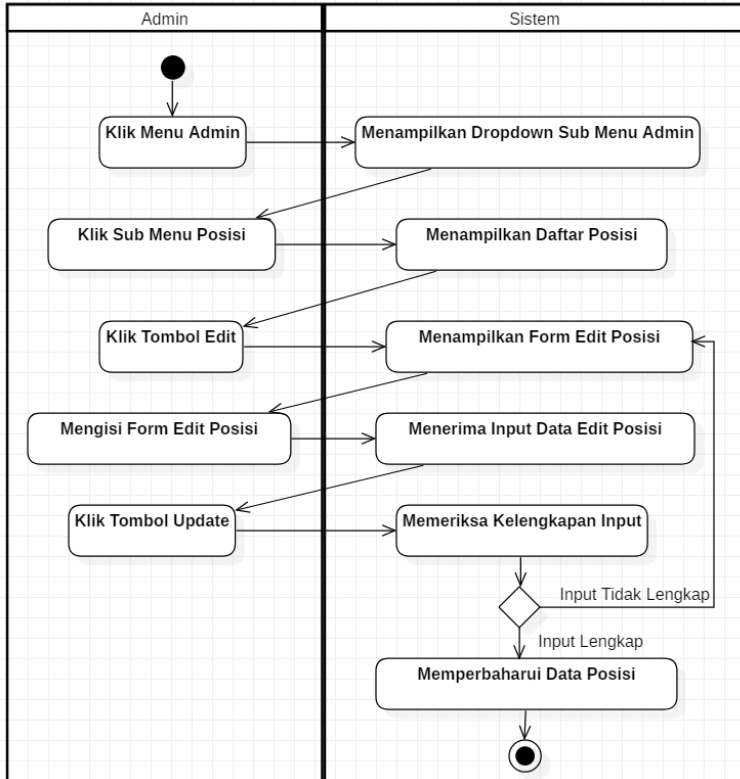 Admin
Sistem
Klik Menu Admin
Menampilkan Dropdown Sub Menu Admin
Klik Sub Menu Posisi
Menampilkan Daftar Posisi
Klik Tombol Edit
Menampilkan Form Edit Posisi
Mengisi Form Edit Posisi
Menerima Input Data Edit Posisi
Klik Tombol Update
Memeriksa Kelengkapan Input
Input Tidak Lengkap
Input Lengkap
Memperbaharui Data Posisi